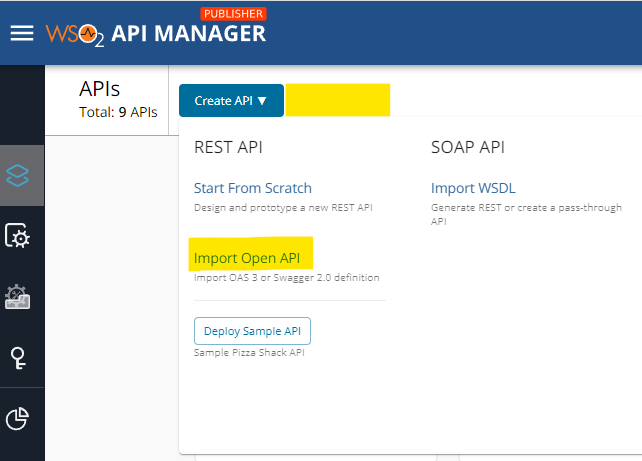 PUBLISHER
WSO2 API MANAGER
APIs
Total: 9 APIs
Create API ▼
REST API
Start From Scratch
Design and prototype a new REST API
Import Open API
Import OAS 3 or Swagger 2.0 definition
Deploy Sample API
Sample Pizza Shack API
SOAP API
Import WSDL
Generate REST or create a pass-through
API